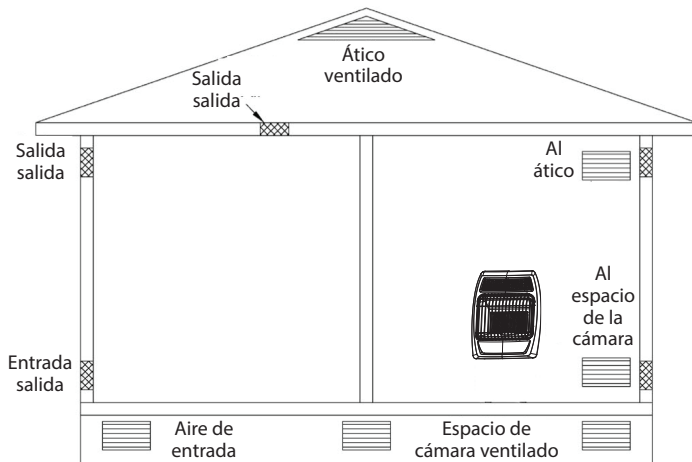 Ático
ventilado
Salida
salida
Salida
salida
Al
ático
Al
espacio
de la
cámara
Entrada
salida
Aire de
entrada
Espacio de
cámara ventilado